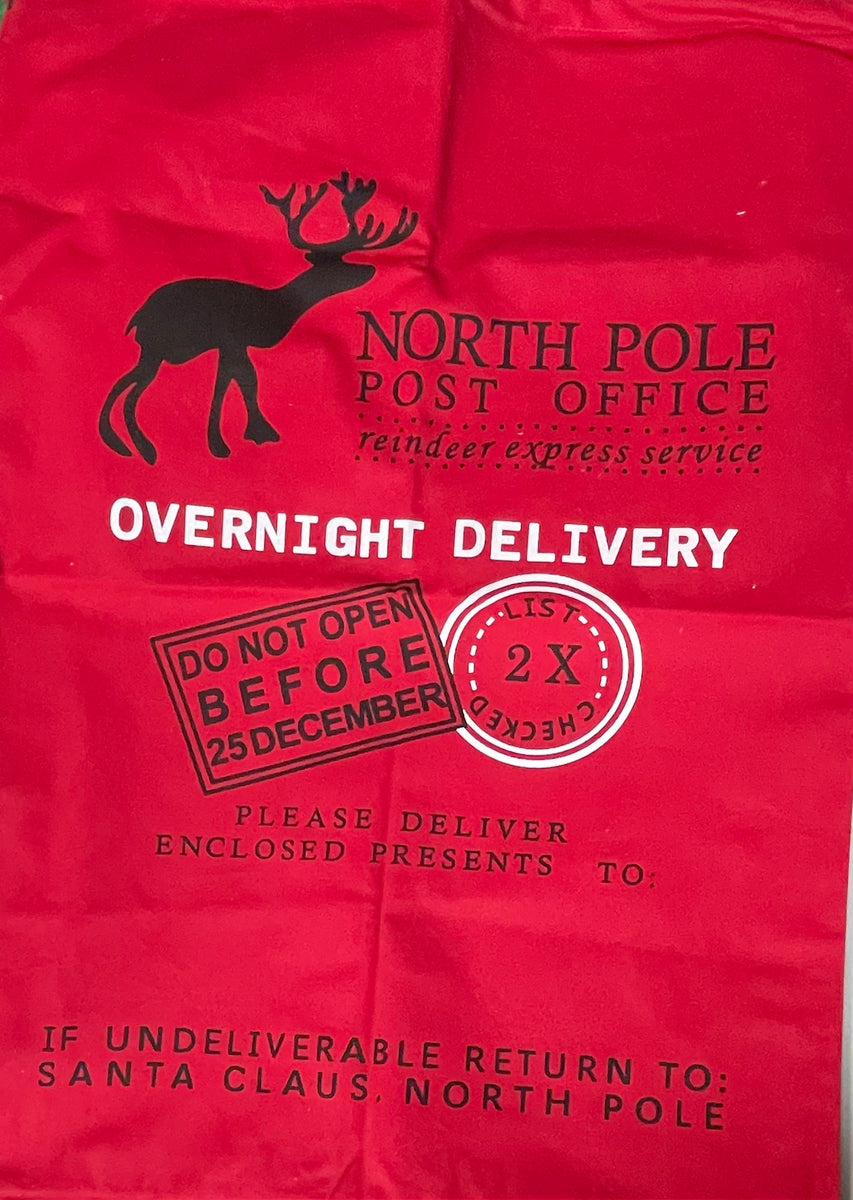 NORTH POLE
POST OFFICE
reindeer express service
OVERNIGHT DELIVERY
DO NOT OPEN
BEFORE
25 DECEMBER
LIST
2 X
CHECKED
PLEASE DELIVER
ENCLOSED PRESENTS TO:
IF UNDELIVERABLE RETURN TO:
SANTA CLAUS, NORTH POLE